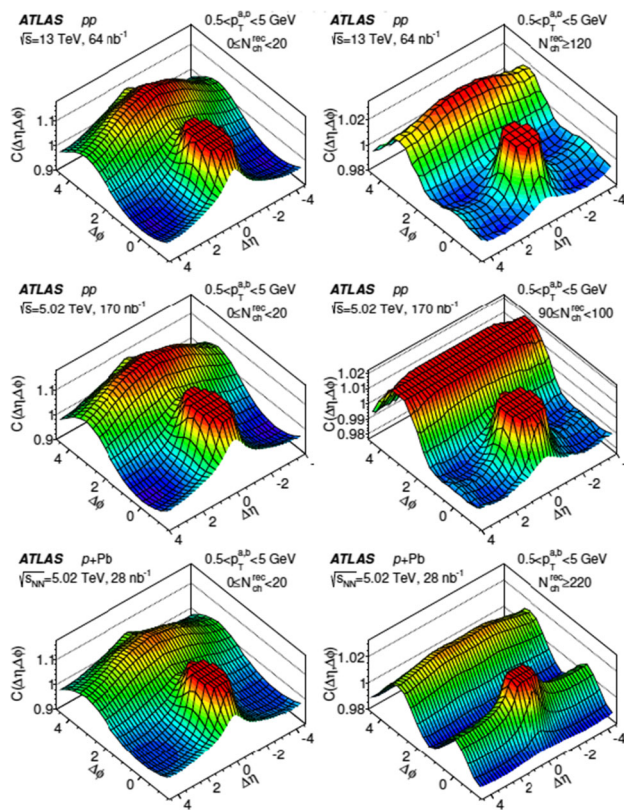 ATLAS pp 0.5<p_T^{a,b}<5 GeV
√s=13 TeV, 64 nb⁻¹ 0≤N_ch^rec<20
C(Δη,Δφ)
1.1
1
0.9
4 2 0
Δφ
4 2 0 -2 -4
Δη
ATLAS pp 0.5<p_T^{a,b}<5 GeV
√s=13 TeV, 64 nb⁻¹ N_ch^rec≥120
C(Δη,Δφ)
1.02
1
0.98
4 2 0
Δφ
4 2 0 -2 -4
Δη
ATLAS pp 0.5<p_T^{a,b}<5 GeV
√s=5.02 TeV, 170 nb⁻¹ 0≤N_ch^rec<20
C(Δη,Δφ)
1.1
1
0.9
4 2 0
Δφ
4 2 0 -2
Δη
ATLAS pp 0.5<p_T^{a,b}<5 GeV
√s=5.02 TeV, 170 nb⁻¹ 90≤N_ch^rec<100
C(Δη,Δφ)
1.02
1.01
1
0.99
0.98
4 2 0
Δφ
4 2 0 -2
Δη
ATLAS p+Pb 0.5<p_T^{a,b}<5 GeV
√s_NN=5.02 TeV, 28 nb⁻¹ 0≤N_ch^rec<20
C(Δη,Δφ)
1.1
1
0.9
4 2 0
Δφ
4 2 0 -2 -4
Δη
ATLAS p+Pb 0.5<p_T^{a,b}<5 GeV
√s_NN=5.02 TeV, 28 nb⁻¹ N_ch^rec≥220
C(Δη,Δφ)
1.02
1
0.98
4 2 0
Δφ
4 2 0 -2 -4
Δη